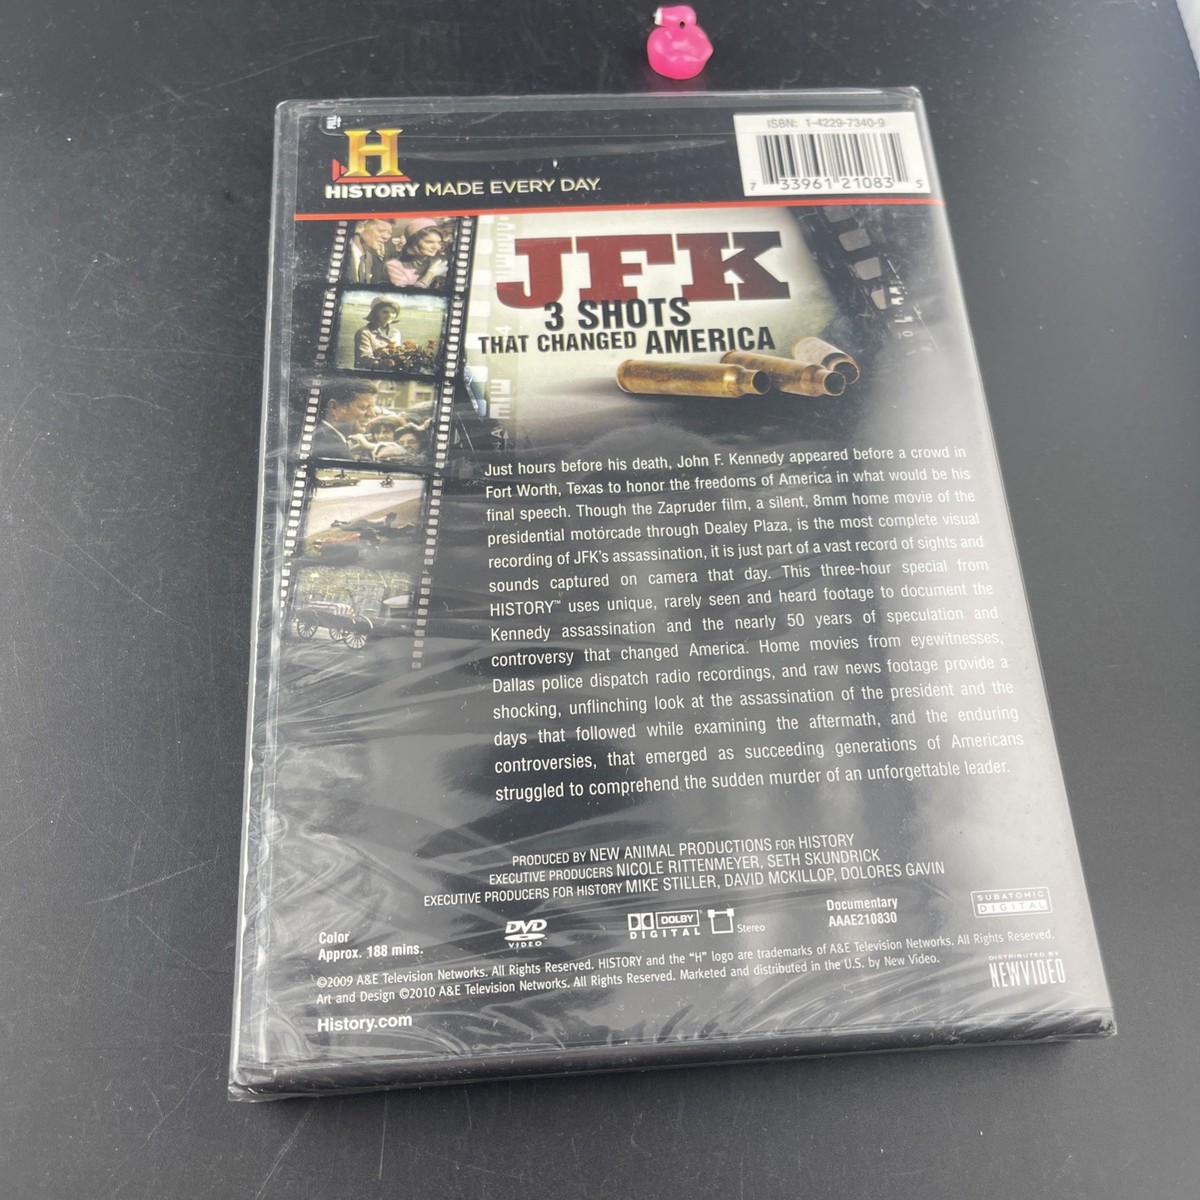 PULL
H
HISTORY MADE EVERY DAY.
ISBN: 1-4229-7340-9
7 33961 21083 5
JFK
3 SHOTS
THAT CHANGED AMERICA
Just hours before his death, John F. Kennedy appeared before a crowd in
Fort Worth, Texas to honor the freedoms of America in what would be his
final speech. Though the Zapruder film, a silent, 8mm home movie of the
presidential motorcade through Dealey Plaza, is the most complete visual
recording of JFK's assassination, it is just part of a vast record of sights and
sounds captured on camera that day. This three-hour special from
HISTORY™ uses unique, rarely seen and heard footage to document the
Kennedy assassination and the nearly 50 years of speculation and
controversy that changed America. Home movies from eyewitnesses,
Dallas police dispatch radio recordings, and raw news footage provide a
shocking, unflinching look at the assassination of the president and the
days that followed while examining the aftermath, and the enduring
controversies, that emerged as succeeding generations of Americans
struggled to comprehend the sudden murder of an unforgettable leader.
PRODUCED BY NEW ANIMAL PRODUCTIONS FOR HISTORY
EXECUTIVE PRODUCERS NICOLE RITTENMEYER, SETH SKUNDRICK
EXECUTIVE PRODUCERS FOR HISTORY MIKE STILLER, DAVID MCKILLOP, DOLORES GAVIN
Color
Approx. 188 mins.
DVD
VIDEO
DOLBY
DIGITAL
Stereo
Documentary
AAAE210830
SUBATOMIC
DIGITAL
©2009 A&E Television Networks. All Rights Reserved. HISTORY and the "H" logo are trademarks of A&E Television Networks. All Rights Reserved.
Art and Design ©2010 A&E Television Networks. All Rights Reserved. Marketed and distributed in the U.S. by New Video.
DISTRIBUTED BY
NEWVIDEO
History.com